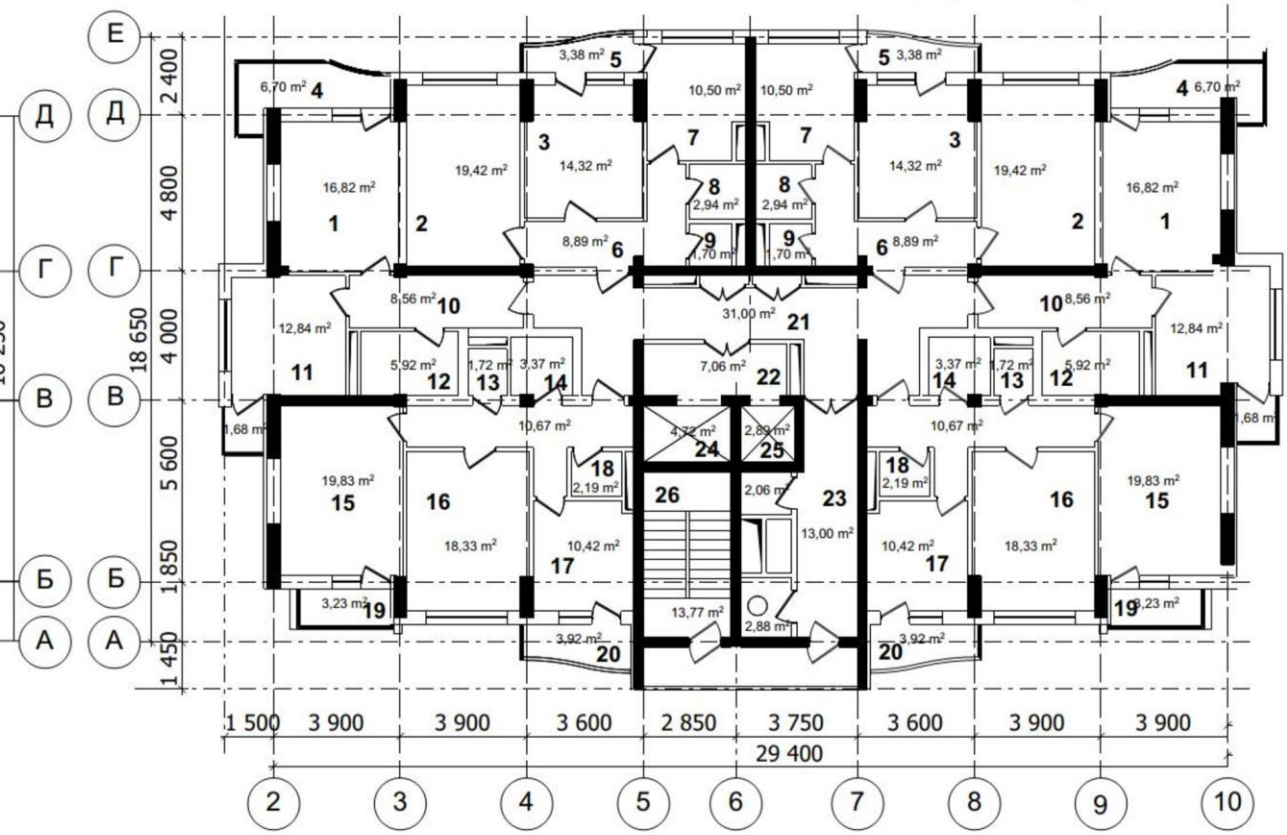 Е
2 400
3,38 m² 5
5 3,38 m²
6,70 m² 4
4 6,70 m²
10,50 m²
10,50 m²
Д
Д
3
7
7
3
4 800
16,82 m²
19,42 m²
14,32 m²
14,32 m²
19,42 m²
16,82 m²
8
8
2,94 m²
2,94 m²
1
2
2
1
8,89 m² 6
9
9
6 8,89 m²
1,70 m²
1,70 m²
Г
Г
8,56 m² 10
10 8,56 m²
18 650
4 000
12,84 m²
31,00 m²
21
12,84 m²
5,92 m²
1,72 m²
3,37 m²
7,06 m²
3,37 m²
1,72 m²
5,92 m²
11
12
13
14
22
14
13
12
11
В
В
1,68 m²
10,67 m²
4,72 m²
2,89 m²
10,67 m²
1,68 m²
24
25
5 600
19,83 m²
18
2,19 m²
18
2,19 m²
19,83 m²
15
16
26
2,06 m²
23
16
15
18,33 m²
10,42 m²
13,00 m²
10,42 m²
18,33 m²
17
17
Б
Б
1 850
3,23 m²
19
13,77 m²
2,88 m²
19
3,23 m²
А
А
3,92 m²
20
20
3,92 m²
1 450
1 500 3 900 3 900 3 600 2 850 3 750 3 600 3 900 3 900
29 400
2 3 4 5 6 7 8 9 10